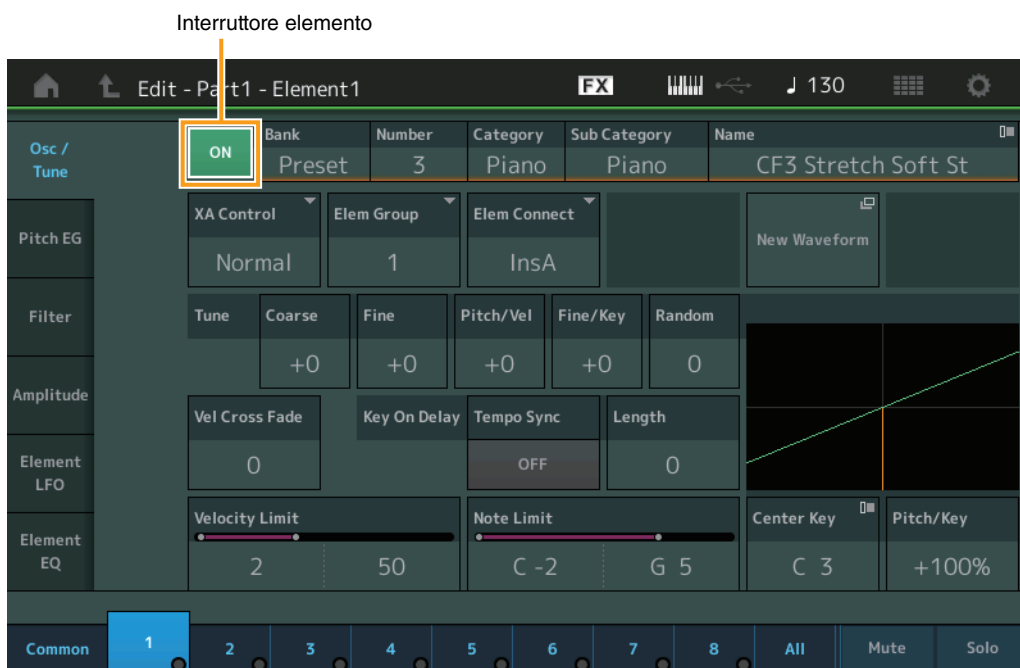 Interruttore elemento
Edit - Part1 - Element1 FX 130
Osc / Tune
ON
Bank Number Category Sub Category Name
Preset 3 Piano Piano CF3 Stretch Soft St
Pitch EG
XA Control Elem Group Elem Connect
Normal 1 InsA
New Waveform
Filter
Tune Coarse Fine Pitch/Vel Fine/Key Random
+0 +0 +0 +0 0
Amplitude
Vel Cross Fade Key On Delay Tempo Sync Length
0 OFF 0
Element LFO
Velocity Limit Note Limit Center Key Pitch/Key
2 50 C -2 G 5 C 3 +100%
Element EQ
Common 1 2 3 4 5 6 7 8 All Mute Solo